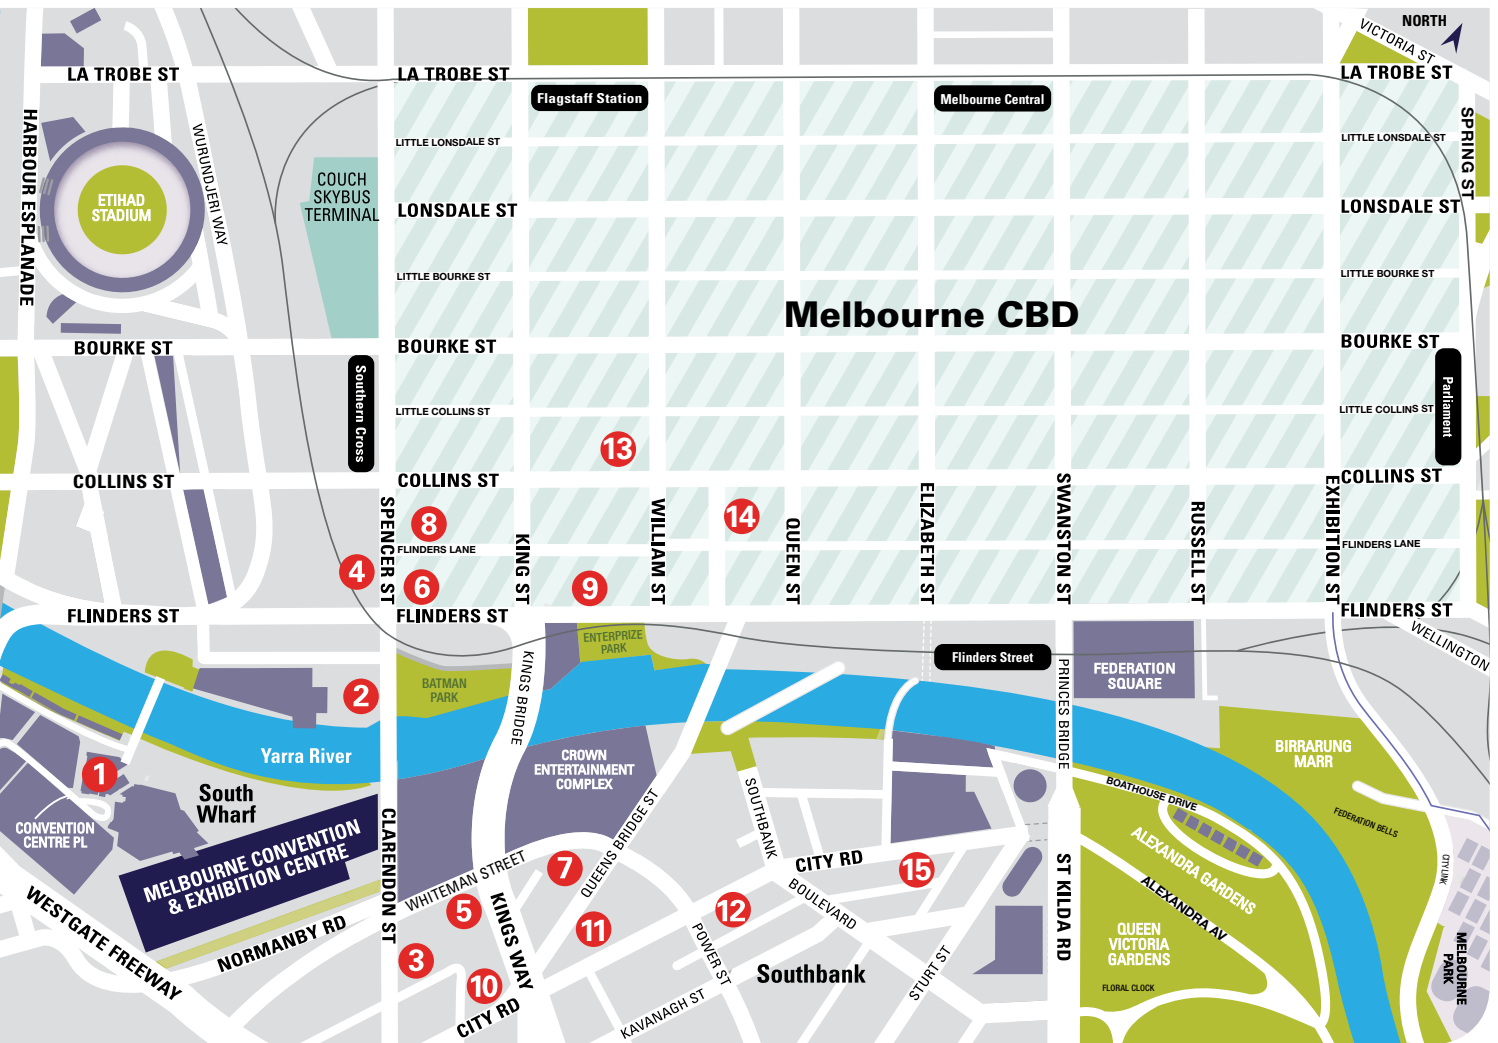 NORTH
VICTORIA ST
LA TROBE ST
LA TROBE ST
LA TROBE ST
Flagstaff Station
Melbourne Central
HARBOUR ESPLANADE
WURUNDJERI WAY
SPRING ST
LITTLE LONSDALE ST
LITTLE LONSDALE ST
COUCH
SKYBUS
TERMINAL
ETIHAD
STADIUM
LONSDALE ST
LONSDALE ST
LITTLE BOURKE ST
LITTLE BOURKE ST
Melbourne CBD
BOURKE ST
BOURKE ST
BOURKE ST
Southern Cross
Parliament
LITTLE COLLINS ST
LITTLE COLLINS ST
13
COLLINS ST
COLLINS ST
COLLINS ST
SPENCER ST
KING ST
WILLIAM ST
QUEEN ST
ELIZABETH ST
SWANSTON ST
RUSSELL ST
EXHIBITION ST
8
14
FLINDERS LANE
FLINDERS LANE
4
6
9
FLINDERS ST
FLINDERS ST
FLINDERS ST
WELLINGTON
ENTERPRIZE
PARK
KINGS BRIDGE
Flinders Street
PRINCES BRIDGE
FEDERATION
SQUARE
BATMAN
PARK
2
Yarra River
CROWN
ENTERTAINMENT
COMPLEX
BIRRARUNG
MARR
1
South
Wharf
CONVENTION
CENTRE PL
MELBOURNE CONVENTION
& EXHIBITION CENTRE
CLARENDON ST
QUEENS BRIDGE ST
SOUTHBANK
BOULEVARD
BOATHOUSE DRIVE
FEDERATION BELLS
ALEXANDRA GARDENS
CITY LINK
WHITEMAN STREET
7
CITY RD
15
ST KILDA RD
ALEXANDRA AV
WESTGATE FREEWAY
NORMANBY RD
5
KINGS WAY
11
12
POWER ST
QUEEN
VICTORIA
GARDENS
MELBOURNE
PARK
3
10
Southbank
STURT ST
FLORAL CLOCK
CITY RD
KAVANAGH ST